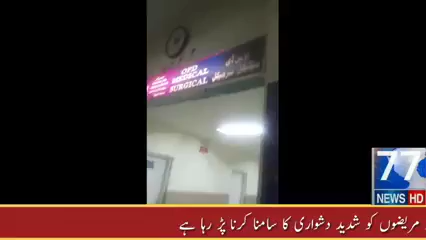 OPD
MEDICAL
SURGICAL
77
NEWS HD
مریضوں کو شدید دشواری کا سامنا کرنا پڑ رہا ہے